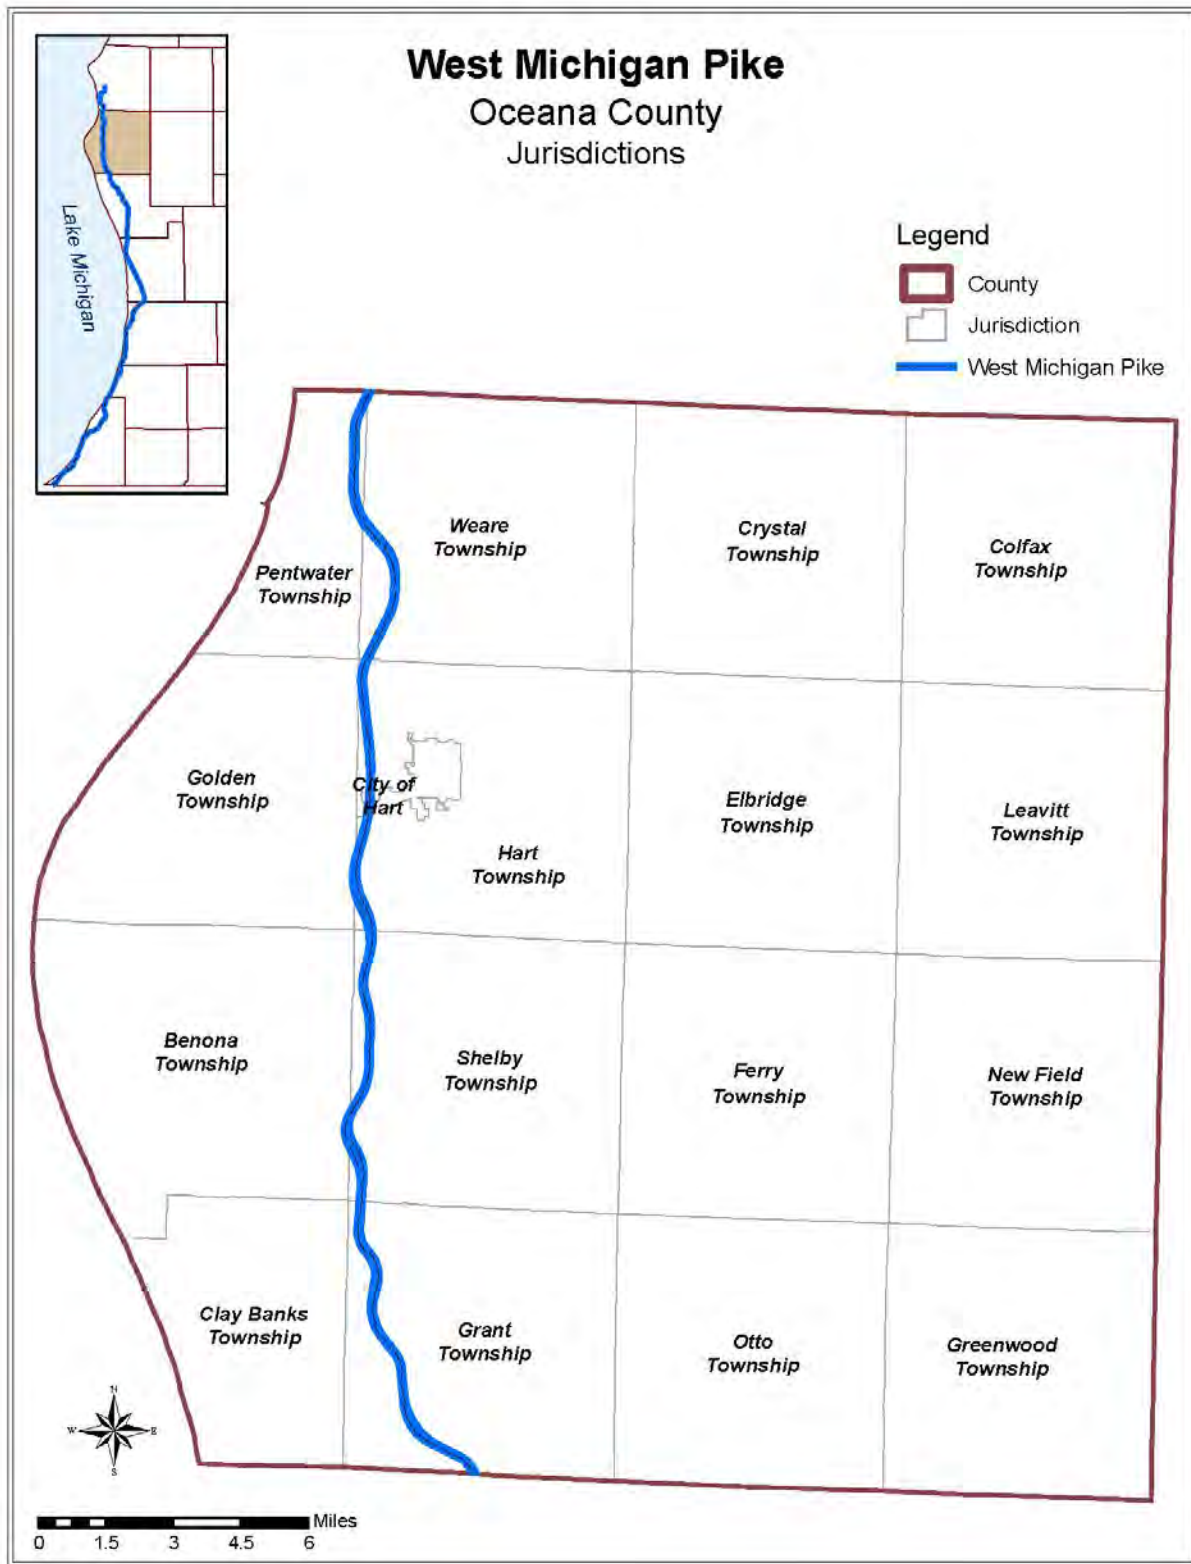 West Michigan Pike
Oceana County
Jurisdictions
Lake Michigan
Legend
County
Jurisdiction
West Michigan Pike
Weare
Township
Crystal
Township
Colfax
Township
Pentwater
Township
Golden
Township
City of
Hart
Hart
Township
Elbridge
Township
Leavitt
Township
Benona
Township
Shelby
Township
Ferry
Township
New Field
Township
Clay Banks
Township
Grant
Township
Otto
Township
Greenwood
Township
N
W
E
S
Miles
0 1.5 3 4.5 6